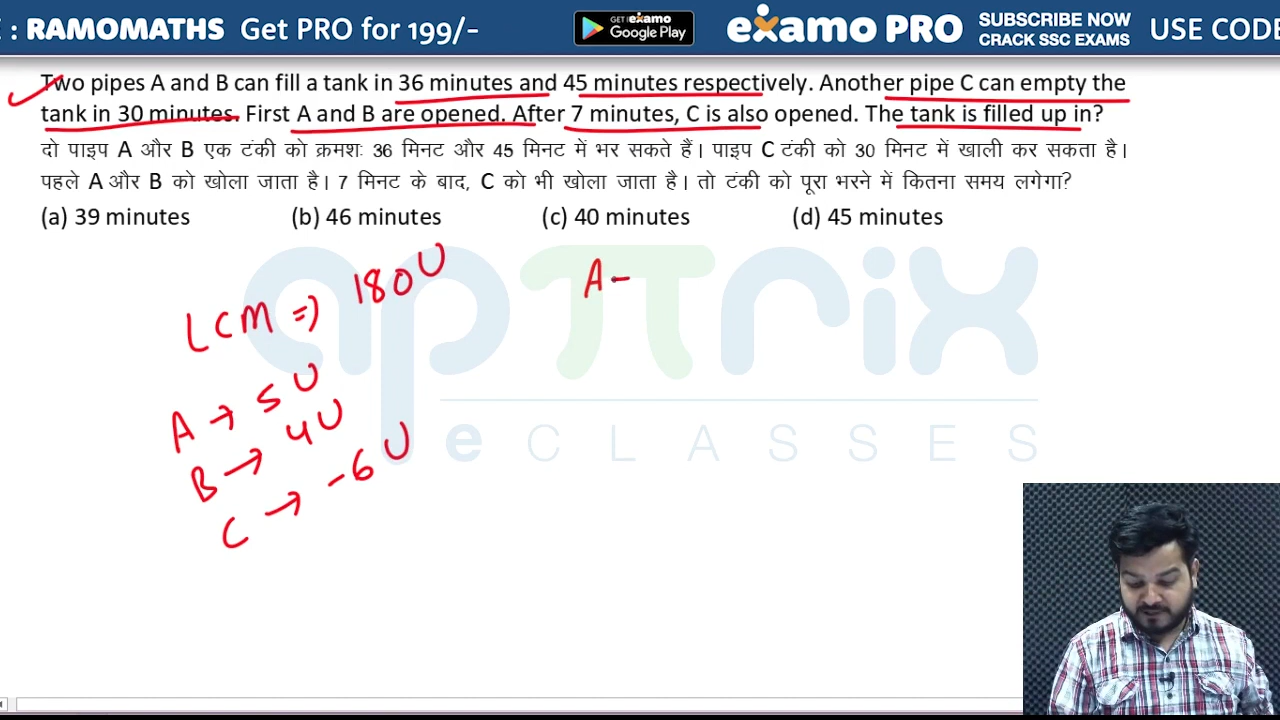 : RAMOMATHS Get PRO for 199/-
GET IT examo
Google Play
examo PRO
SUBSCRIBE NOW
CRACK SSC EXAMS
USE CODE
Two pipes A and B can fill a tank in 36 minutes and 45 minutes respectively. Another pipe C can empty the
tank in 30 minutes. First A and B are opened. After 7 minutes, C is also opened. The tank is filled up in?
दो पाइप A और B एक टंकी को क्रमशः 36 मिनट और 45 मिनट में भर सकते हैं। पाइप C टंकी को 30 मिनट में खाली कर सकता है।
पहले A और B को खोला जाता है। 7 मिनट के बाद, C को भी खोला जाता है। तो टंकी को पूरा भरने में कितना समय लगेगा?
(a) 39 minutes (b) 46 minutes (c) 40 minutes (d) 45 minutes
LCM => 180U
A -
A → 5U
B → 4U
C → -6U
apπrix
eCLASSES